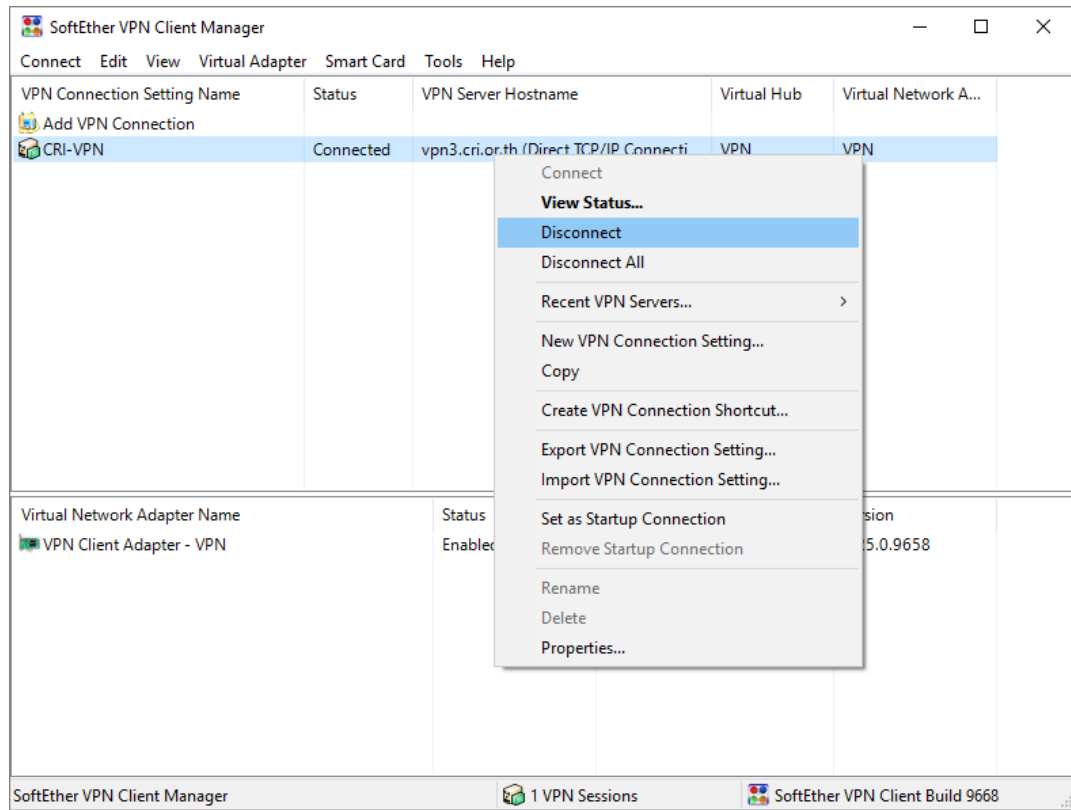 SoftEther VPN Client Manager
Connect Edit View Virtual Adapter Smart Card Tools Help
VPN Connection Setting Name Status VPN Server Hostname Virtual Hub Virtual Network A...
Add VPN Connection
CRI-VPN Connected vpn3.cri.or.th (Direct TCP/IP Connecti VPN VPN
Connect
View Status...
Disconnect
Disconnect All
Recent VPN Servers...
New VPN Connection Setting...
Copy
Create VPN Connection Shortcut...
Export VPN Connection Setting...
Import VPN Connection Setting...
Set as Startup Connection
Remove Startup Connection
Rename
Delete
Properties...
Virtual Network Adapter Name Status
VPN Client Adapter - VPN Enabled 5.0.9658
SoftEther VPN Client Manager 1 VPN Sessions SoftEther VPN Client Build 9668